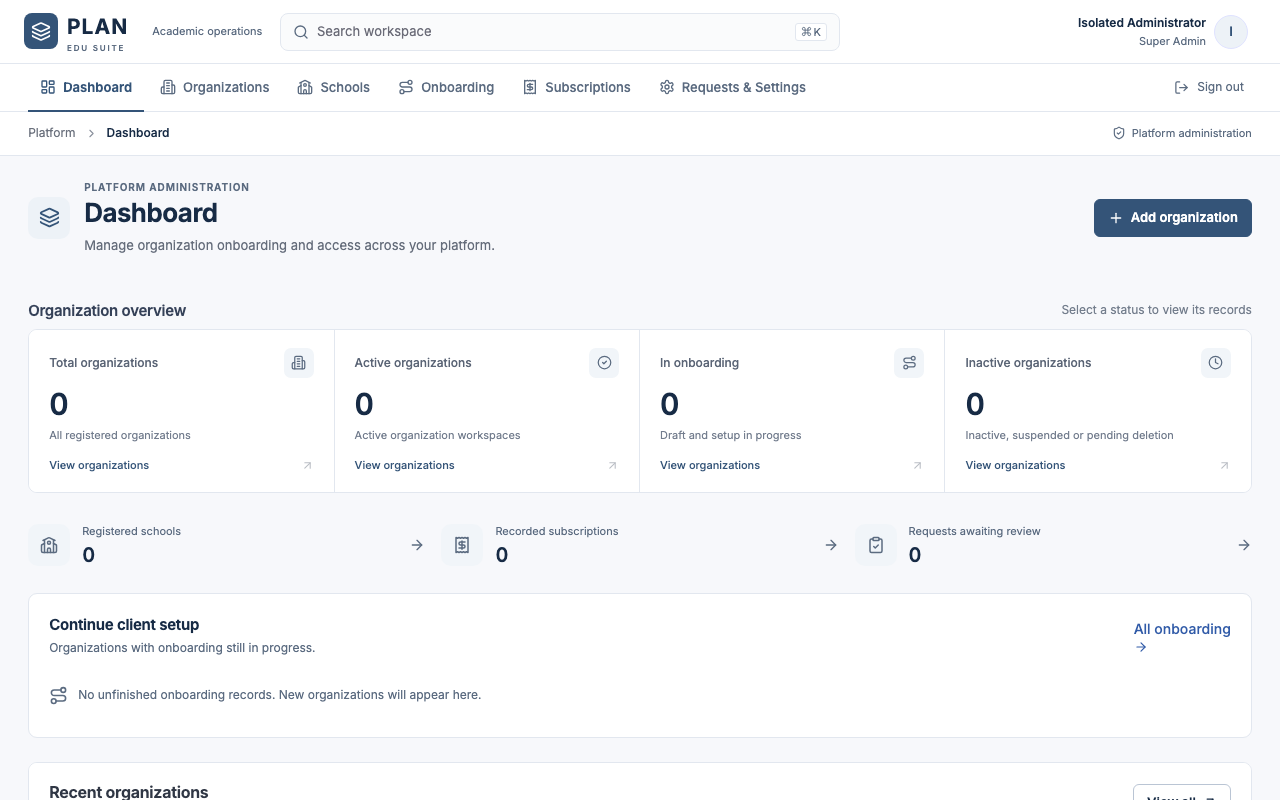 PLAN
EDU SUITE
Academic operations
Search workspace
⌘K
Isolated Administrator
Super Admin
I
Dashboard
Organizations
Schools
Onboarding
Subscriptions
Requests & Settings
Sign out
Platform
Dashboard
Platform administration
PLATFORM ADMINISTRATION
Dashboard
Manage organization onboarding and access across your platform.
Add organization
Organization overview
Select a status to view its records
Total organizations
0
All registered organizations
View organizations
Active organizations
0
Active organization workspaces
View organizations
In onboarding
0
Draft and setup in progress
View organizations
Inactive organizations
0
Inactive, suspended or pending deletion
View organizations
Registered schools
0
Recorded subscriptions
0
Requests awaiting review
0
Continue client setup
Organizations with onboarding still in progress.
All onboarding
No unfinished onboarding records. New organizations will appear here.
Recent organizations
View all